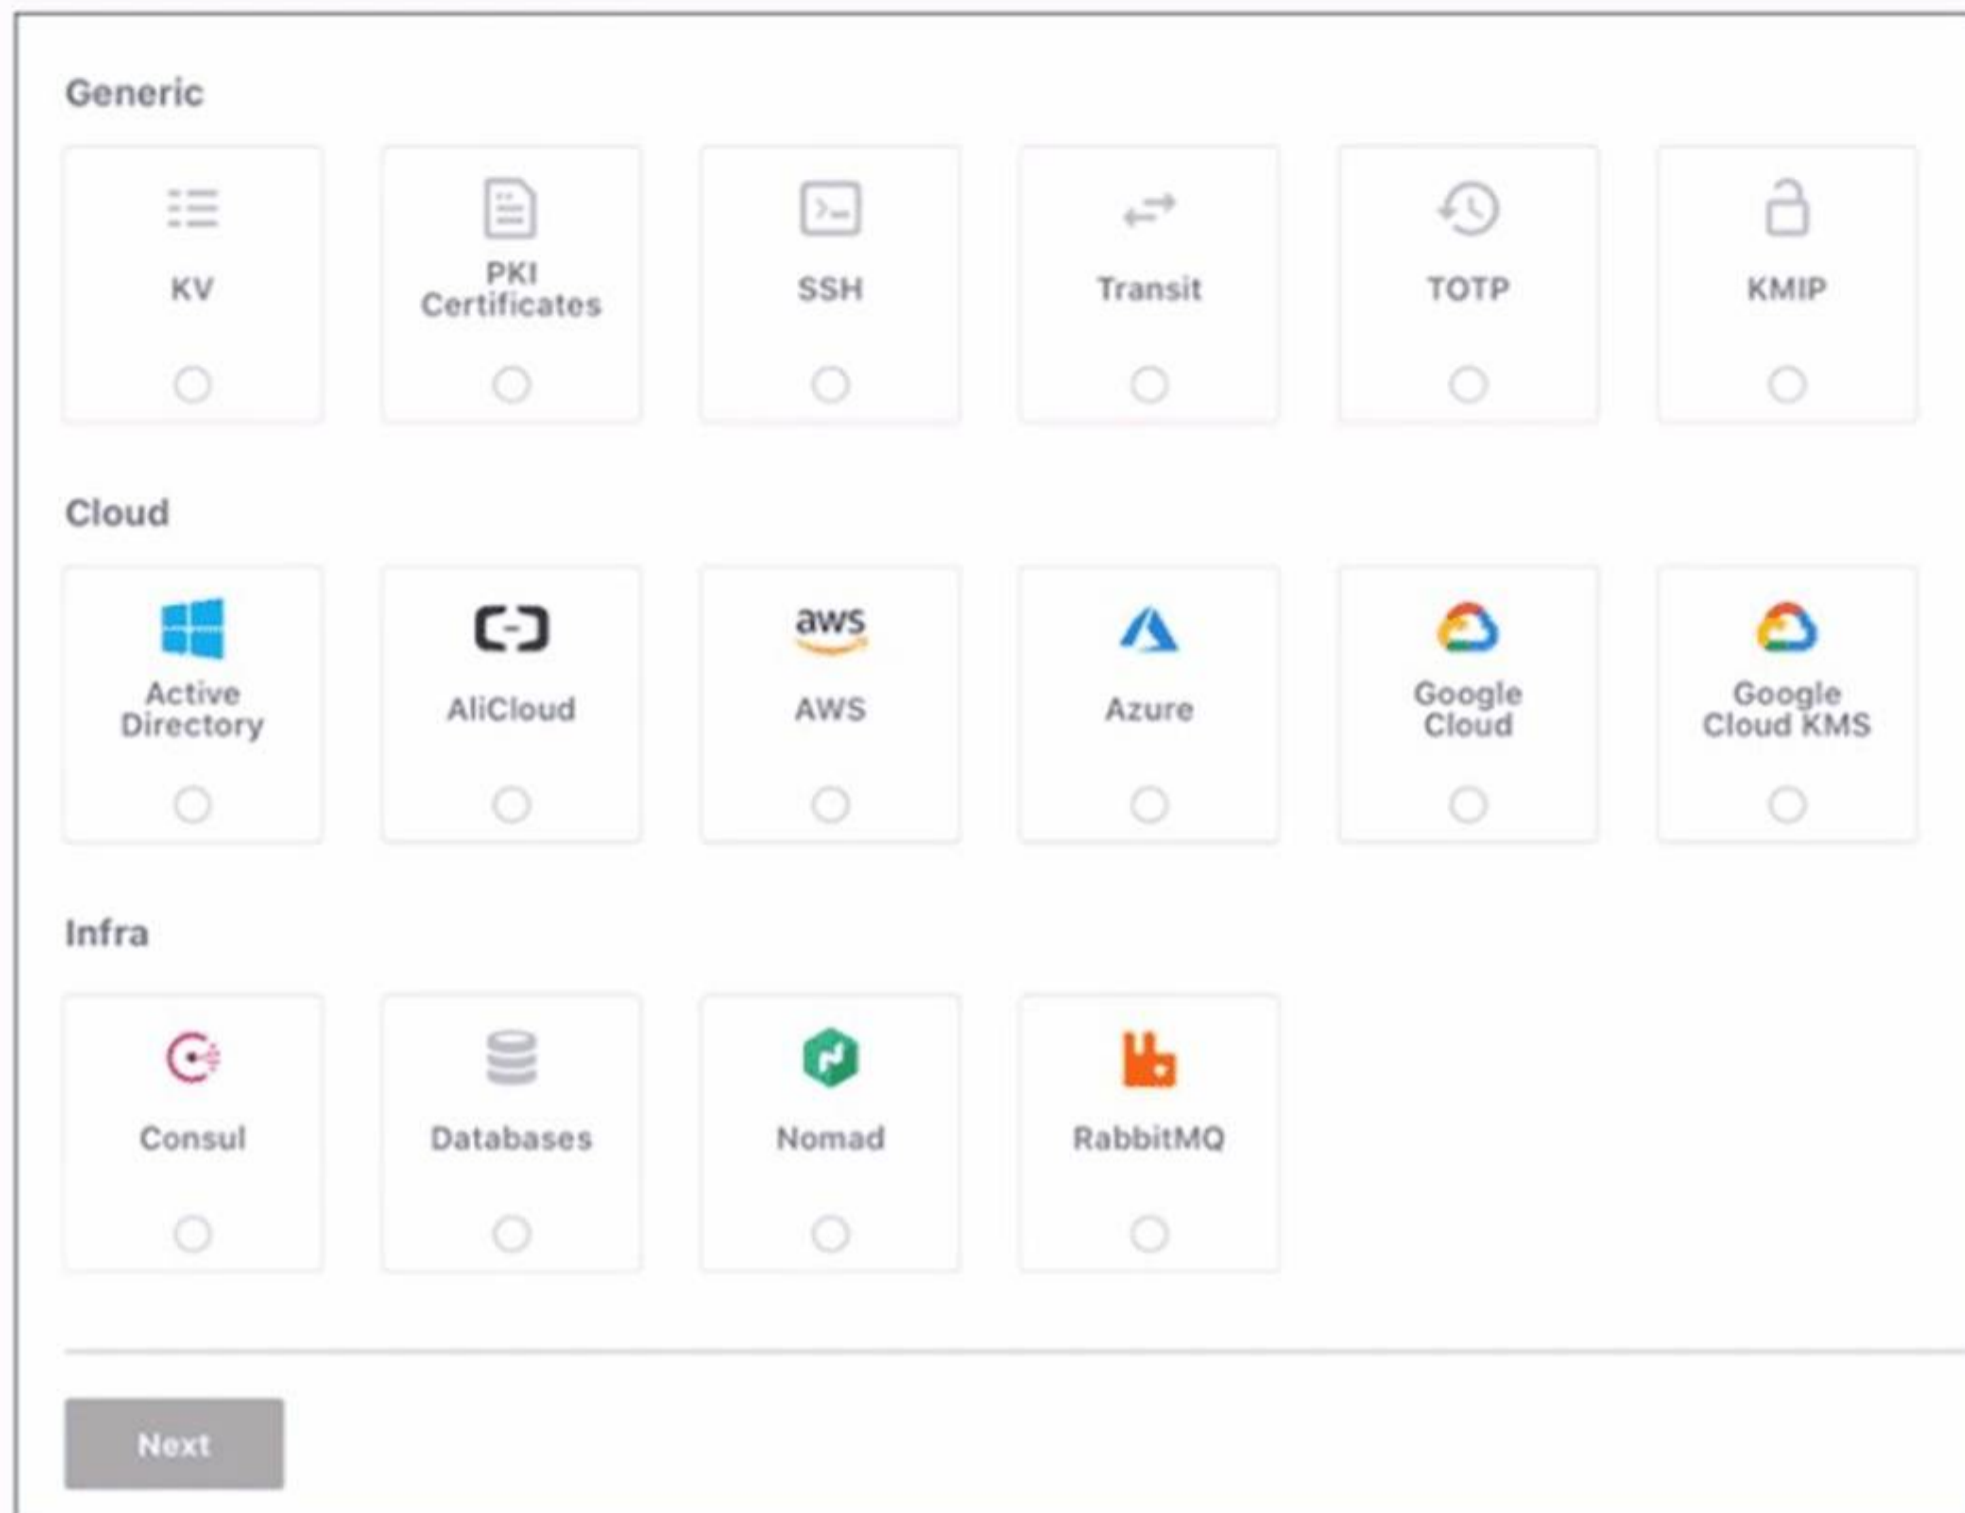 Generic
KV
PKI
Certificates
SSH
Transit
TOTP
KMIP
Cloud
Active
Directory
AliCloud
aws
AWS
Azure
Google
Cloud
Google
Cloud KMS
Infra
Consul
Databases
Nomad
RabbitMQ
Next